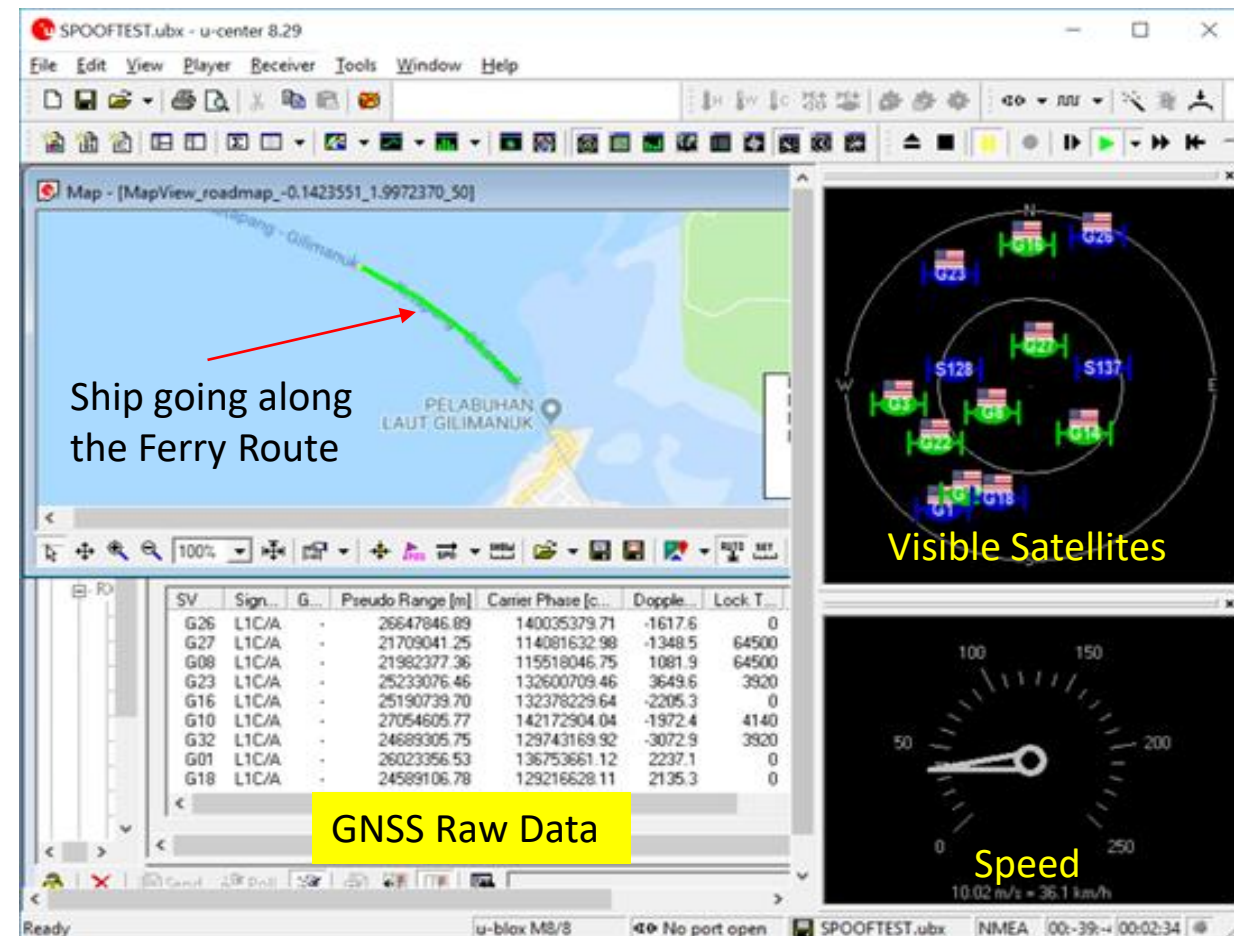 SPOOFTEST.ubx - u-center 8.29
File Edit View Player Receiver Tools Window Help
Map - [MapView_roadmap_-0.1423551_1.9972370_50]
Gilimanuk
Ship going along
the Ferry Route
PELABUHAN
LAUT GILIMANUK
100%
N
G16
G26
G23
G27
S128
S137
W
E
G3
G8
G22
G14
G1
G18
Visible Satellites
SV Sign... G... Pseudo Range [m] Carrier Phase [c... Dopple... Lock T...
G26 L1C/A - 26647846.89 140035379.71 -1617.6 0
G27 L1C/A - 21709041.25 114081632.98 -1348.5 64500
G08 L1C/A - 21982377.36 115518046.75 1081.9 64500
G23 L1C/A - 25233076.46 132600709.46 3649.6 3920
G16 L1C/A - 25190739.70 132378229.64 -2205.3 0
G10 L1C/A - 27054605.77 142172904.04 -1972.4 4140
G32 L1C/A - 24689305.75 129743169.92 -3072.9 3920
G01 L1C/A - 26023356.53 136753661.12 2237.1 0
G18 L1C/A - 24589106.78 129216628.11 2135.3 0
GNSS Raw Data
100 150
50 200
0 250
Speed
10.02 m/s = 36.1 km/h
Send Poll
Ready u-blox M8/8 No port open SPOOFTEST.ubx NMEA 00:02:34